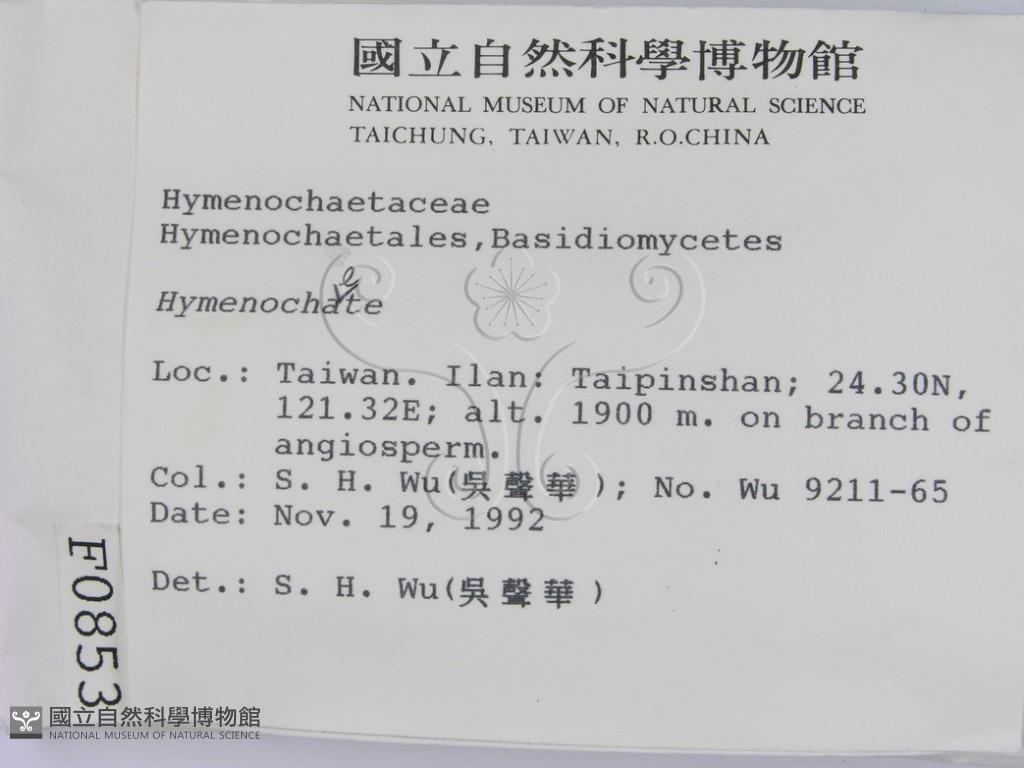 國立自然科學博物館
NATIONAL MUSEUM OF NATURAL SCIENCE
TAICHUNG, TAIWAN, R.O.CHINA
Hymenochaetaceae
Hymenochaetales,Basidiomycetes
e
Hymenochate
Loc.: Taiwan. Ilan: Taipinshan; 24.30N,
121.32E; alt. 1900 m. on branch of
angiosperm.
Col.: S. H. Wu(吳聲華); No. Wu 9211-65
Date: Nov. 19, 1992
Det.: S. H. Wu(吳聲華)
F0853
國立自然科學博物館
NATIONAL MUSEUM OF NATURAL SCIENCE